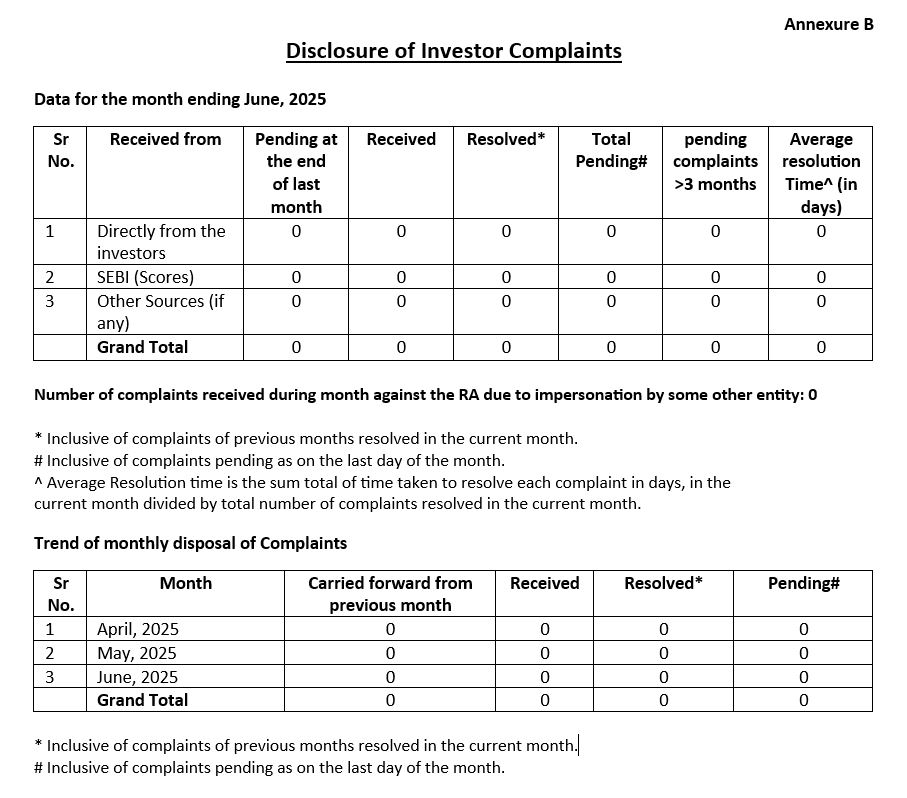 Annexure B
Disclosure of Investor Complaints
Data for the month ending June, 2025
Sr No. Received from Pending at the end of last month Received Resolved* Total Pending# pending complaints >3 months Average resolution Time^ (in days)
1 Directly from the investors 0 0 0 0 0 0
2 SEBI (Scores) 0 0 0 0 0 0
3 Other Sources (if any) 0 0 0 0 0 0
Grand Total 0 0 0 0 0 0
Number of complaints received during month against the RA due to impersonation by some other entity: 0
* Inclusive of complaints of previous months resolved in the current month.
# Inclusive of complaints pending as on the last day of the month.
^ Average Resolution time is the sum total of time taken to resolve each complaint in days, in the
current month divided by total number of complaints resolved in the current month.
Trend of monthly disposal of Complaints
Sr No. Month Carried forward from previous month Received Resolved* Pending#
1 April, 2025 0 0 0 0
2 May, 2025 0 0 0 0
3 June, 2025 0 0 0 0
Grand Total 0 0 0 0
* Inclusive of complaints of previous months resolved in the current month.
# Inclusive of complaints pending as on the last day of the month.